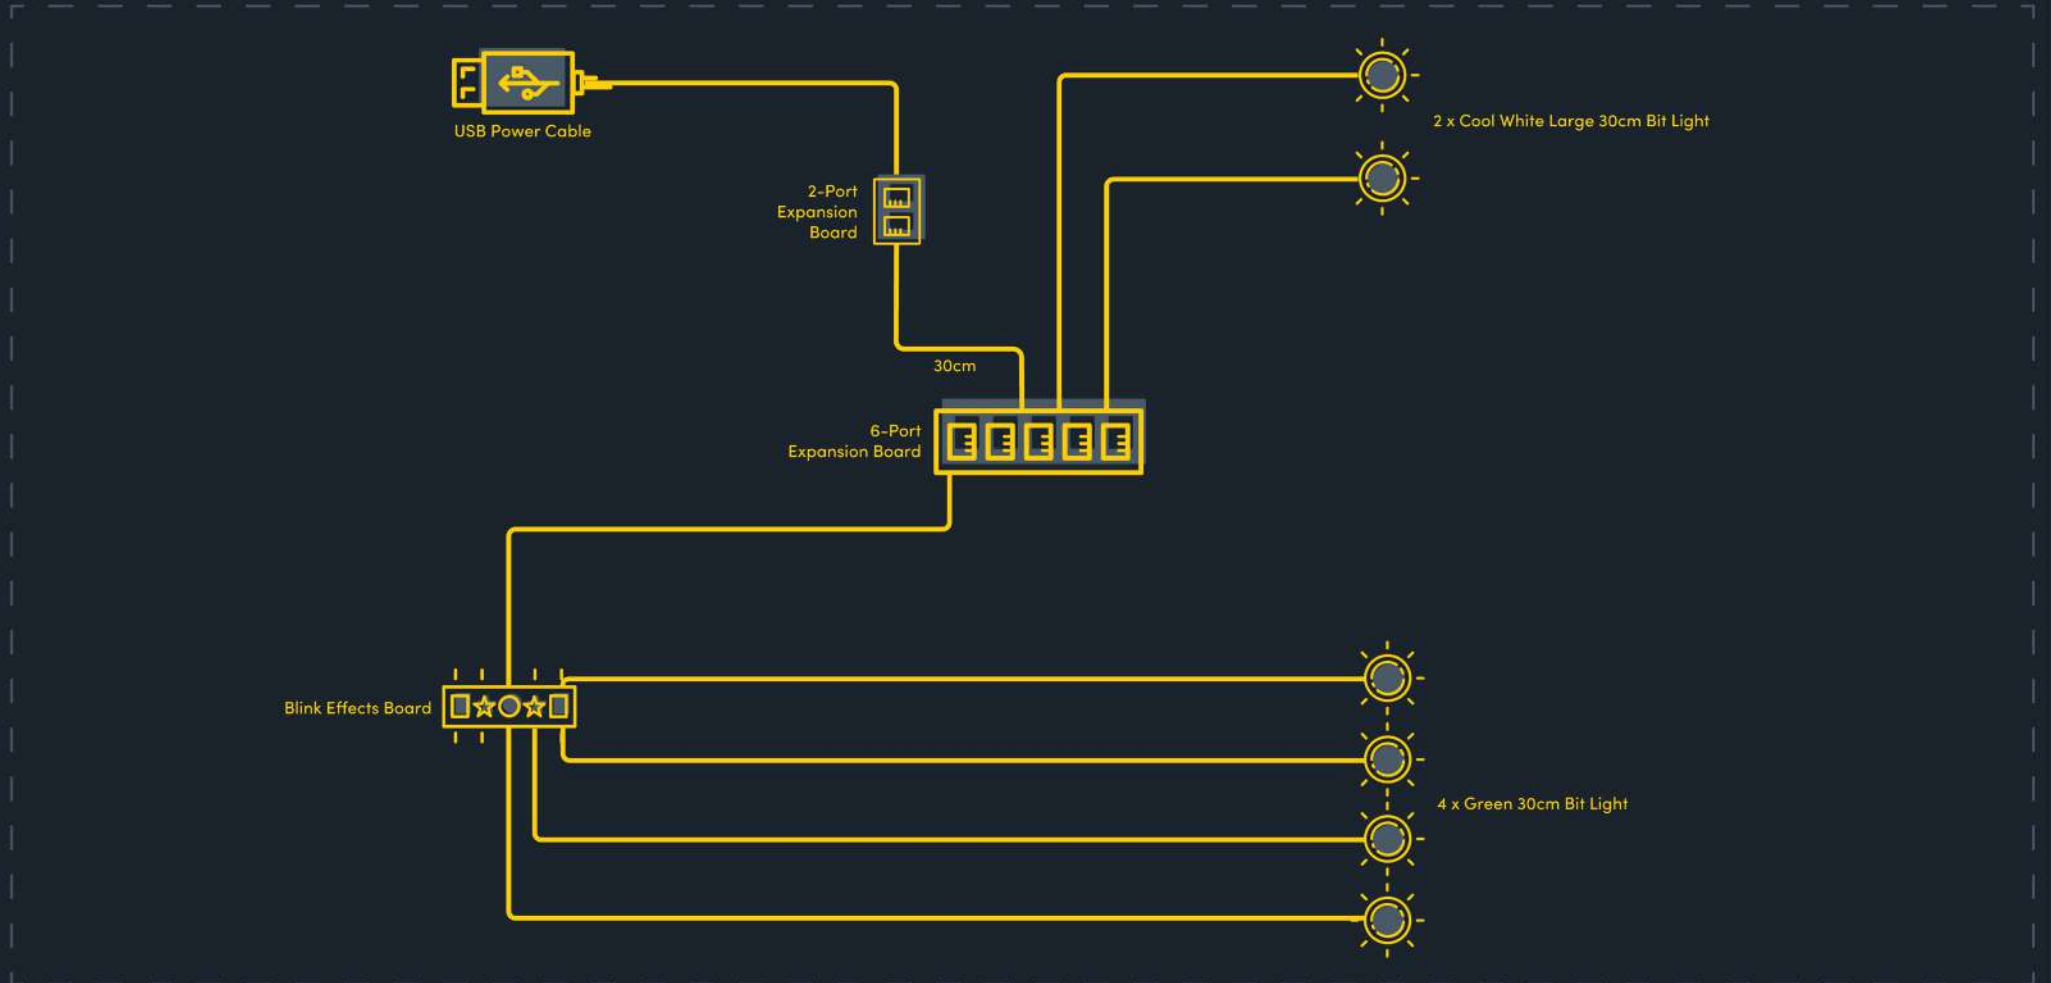 USB Power Cable
2 x Cool White Large 30cm Bit Light
2-Port
Expansion
Board
30cm
6-Port
Expansion Board
Blink Effects Board
4 x Green 30cm Bit Light